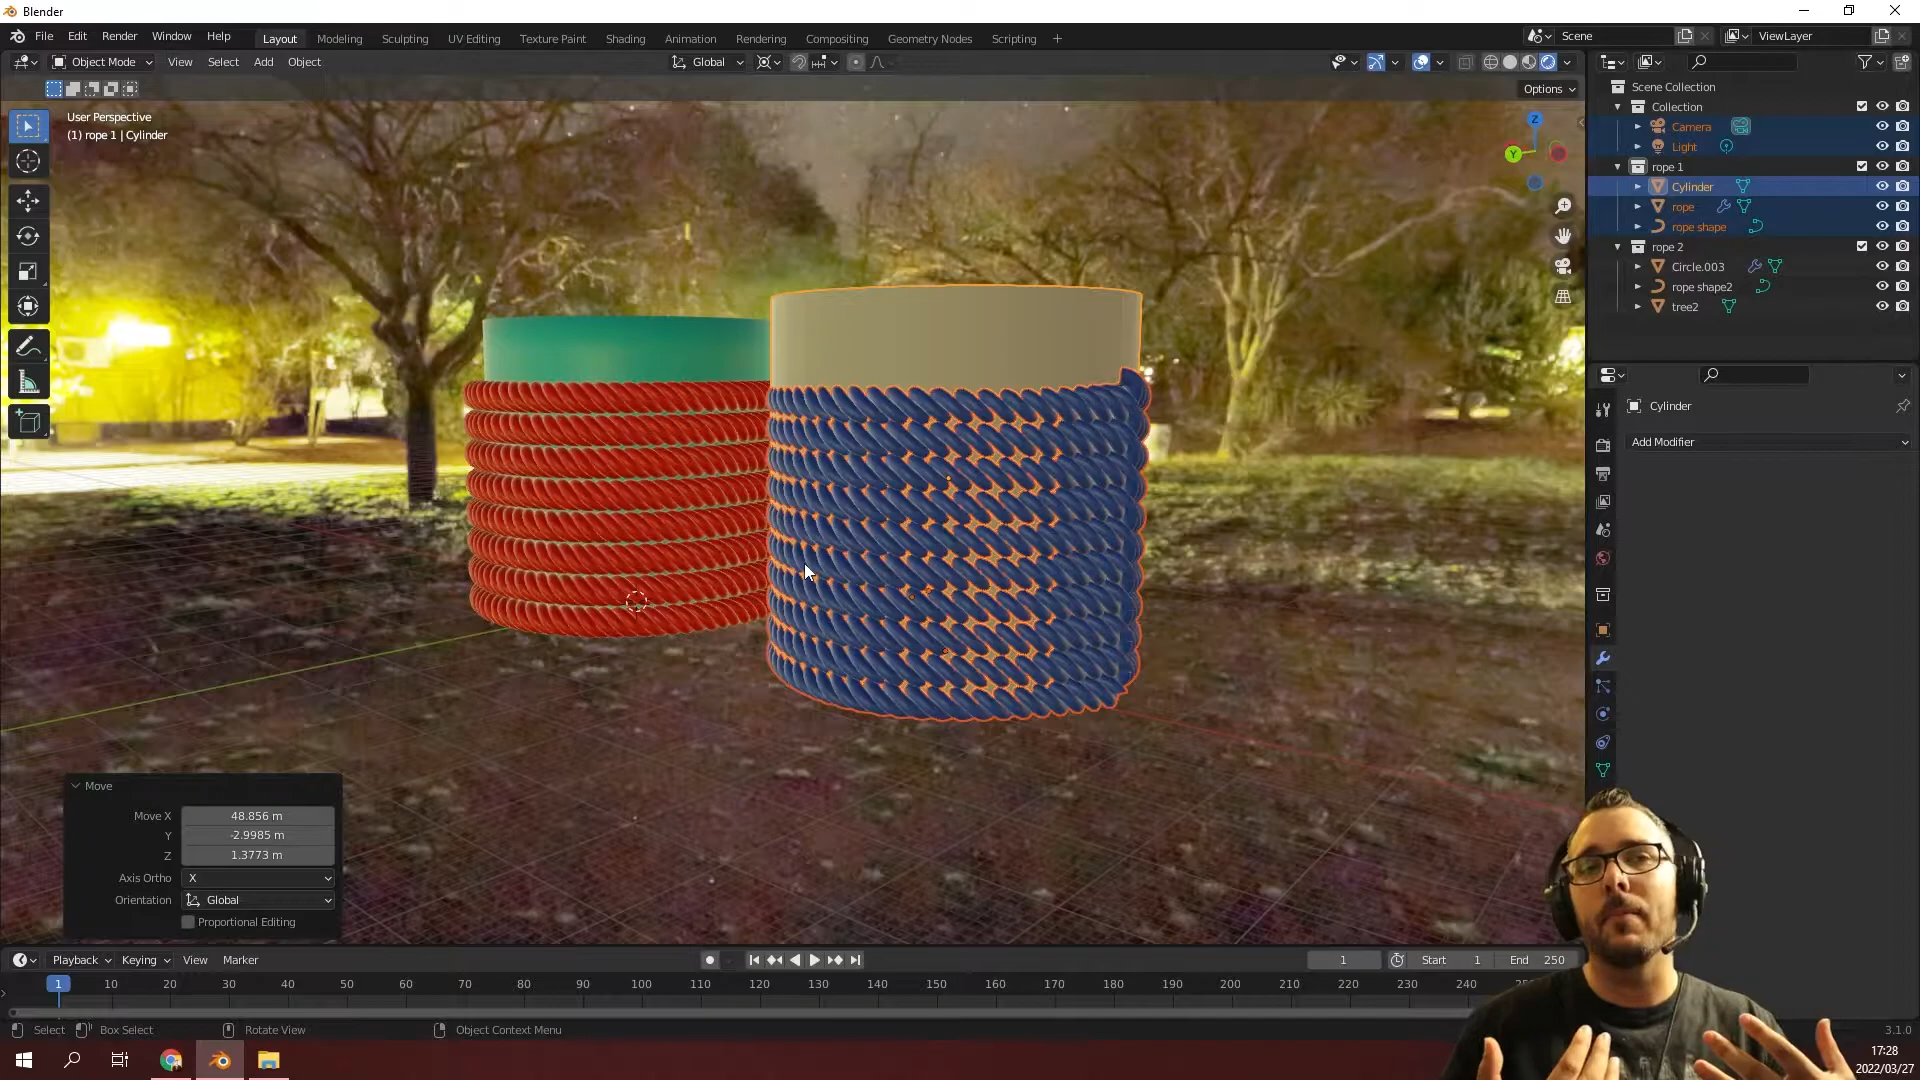 Blender
File Edit Render Window Help Layout Modeling Sculpting UV Editing Texture Paint Shading Animation Rendering Compositing Geometry Nodes Scripting + Scene ViewLayer
Object Mode View Select Add Object Global
Options
User Perspective
(1) rope 1 | Cylinder
Z
Y
Scene Collection
Collection
Camera
Light
rope 1
Cylinder
rope
rope shape
rope 2
Circle.003
rope shape2
tree2
Cylinder
Add Modifier
Move
Move X 48.856 m
Y -2.9985 m
Z 1.3773 m
Axis Ortho X
Orientation Global
Proportional Editing
Playback Keying View Marker 1 Start 1 End 250
1 10 20 30 40 50 60 70 80 90 100 110 120 130 140 150 160 170 180 190 200 210 220 230 240
Select Box Select Rotate View Object Context Menu 3.1.0
17:28
2022/03/27